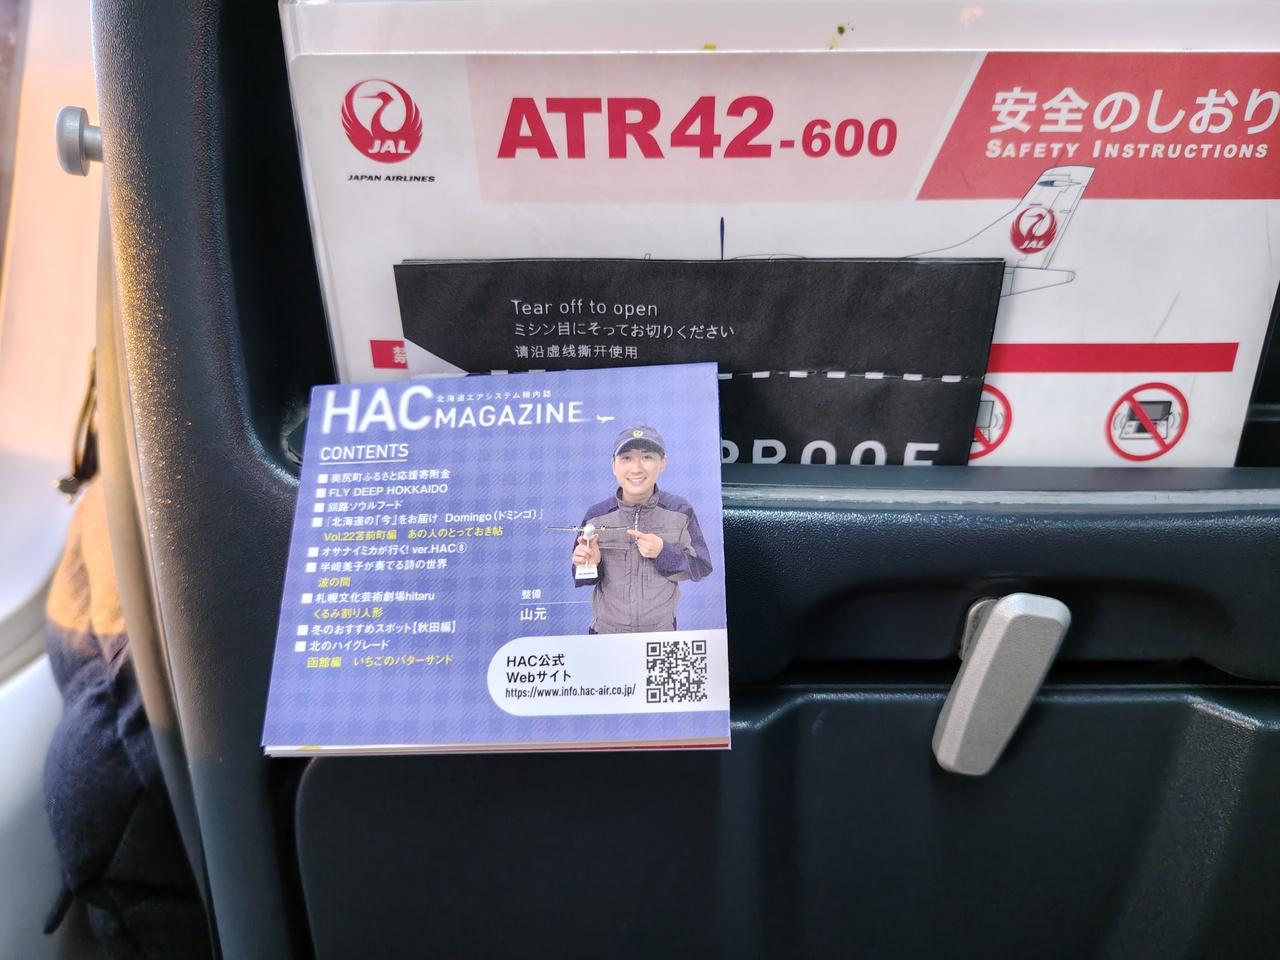 JAL
JAPAN AIRLINES
ATR42-600
安全のしおり
SAFETY INSTRUCTIONS
JAL
Tear off to open
ミシン目にそってお切りください
请沿虚线撕开使用
禁
PROOF
HAC
北海道エアシステム機内誌
MAGAZINE
CONTENTS
■奥尻町ふるさと応援寄附金
■FLY DEEP HOKKAIDO
■釧路ソウルフード
■「北海道の「今」をお届け Domingo(ドミンゴ)」
Vol.22苫前町編 あの人のとっておき帖
■オサナイミカが行く! ver.HAC⑧
■半﨑美子が奏でる詩の世界
波の間
■札幌文化芸術劇場hitaru
くるみ割り人形
■冬のおすすめスポット【秋田編】
■北のハイグレード
函館編 いちごのバターサンド
整備
山元
HAC公式
Webサイト
https://www.info.hac-air.co.jp/